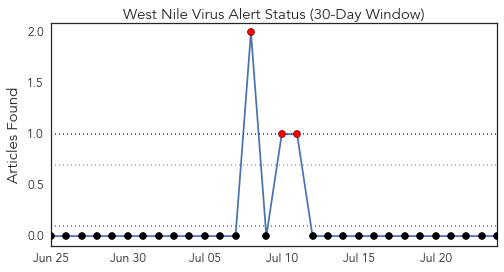 West Nile Virus Alert Status (30-Day Window)
Articles Found
2.0
1.5
1.0
0.5
0.0
Jun 25 Jun 30 Jul 05 Jul 10 Jul 15 Jul 20